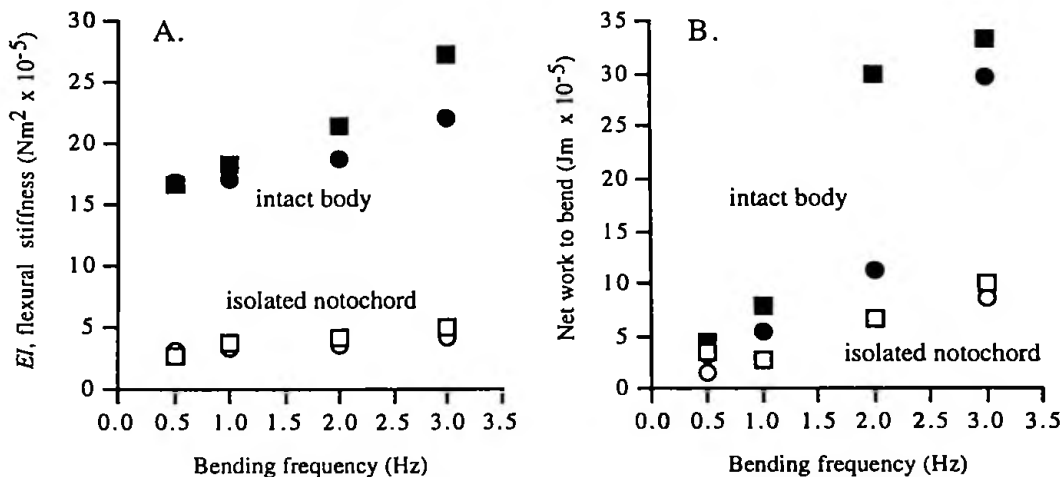 A.
EI, flexural stiffness (Nm² x 10⁻⁵)
30
25
20
15
10
5
0
intact body
isolated notochord
0.0 0.5 1.0 1.5 2.0 2.5 3.0 3.5
Bending frequency (Hz)
B.
Net work to bend (Jm x 10⁻⁵)
35
30
25
20
15
10
5
0
intact body
isolated notochord
0.0 0.5 1.0 1.5 2.0 2.5 3.0 3.5
Bending frequency (Hz)